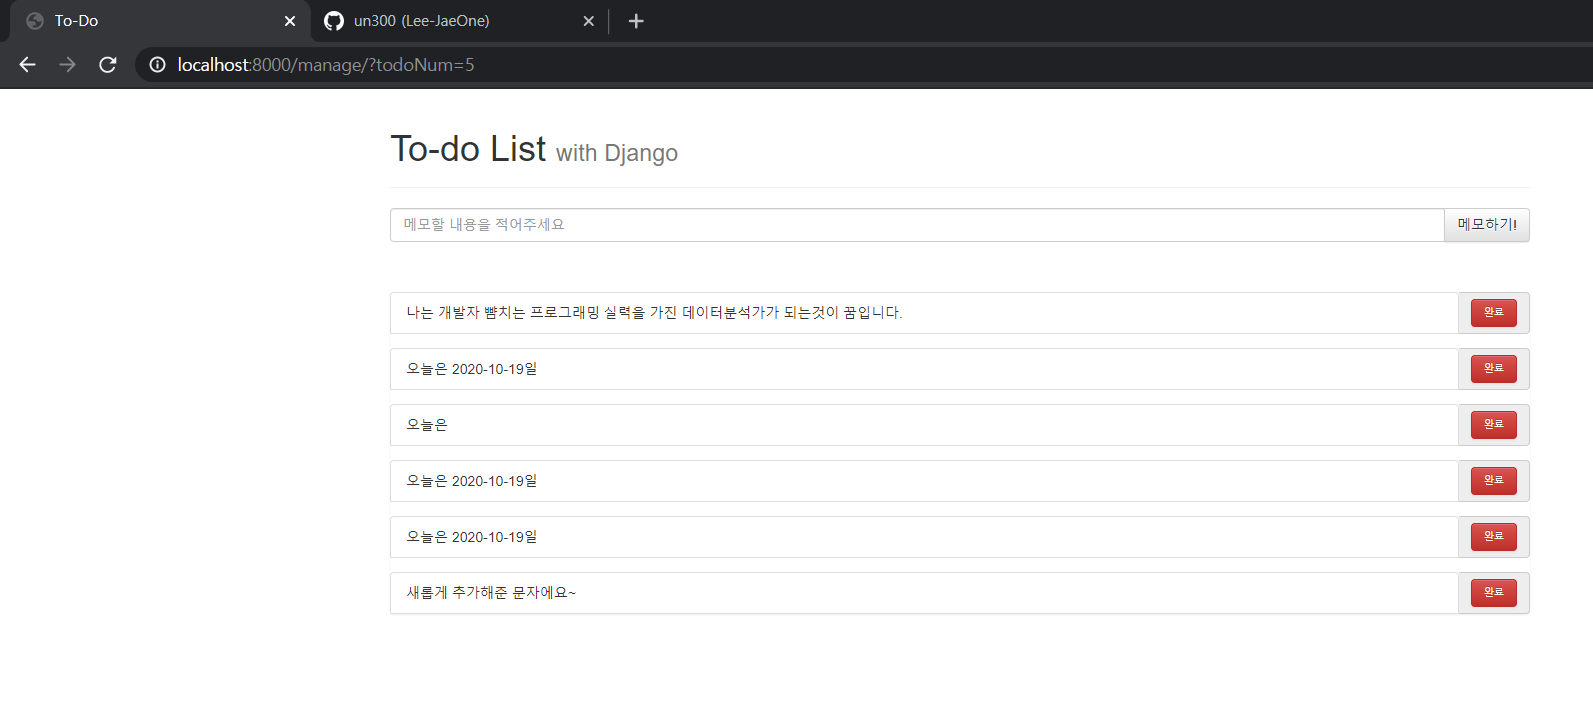 To-Do
un300 (Lee-JaeOne)
localhost:8000/manage/?todoNum=5
To-do List with Django
메모할 내용을 적어주세요 메모하기!
나는 개발자 뺨치는 프로그래밍 실력을 가진 데이터분석가가 되는것이 꿈입니다. 완료
오늘은 2020-10-19일 완료
오늘은 완료
오늘은 2020-10-19일 완료
오늘은 2020-10-19일 완료
새롭게 추가해준 문자에요~ 완료